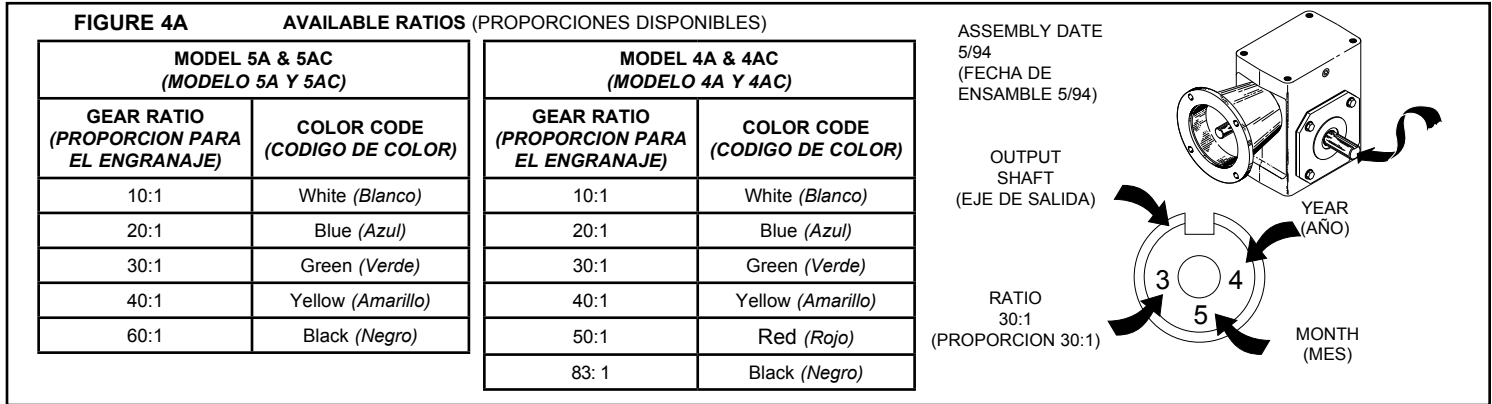 FIGURE 4A
AVAILABLE RATIOS (PROPORCIONES DISPONIBLES)
MODEL 5A & 5AC
(MODELO 5A Y 5AC)
GEAR RATIO
(PROPORCION PARA
EL ENGRANAJE)
COLOR CODE
(CODIGO DE COLOR)
10:1 White (Blanco)
20:1 Blue (Azul)
30:1 Green (Verde)
40:1 Yellow (Amarillo)
60:1 Black (Negro)
MODEL 4A & 4AC
(MODELO 4A Y 4AC)
GEAR RATIO
(PROPORCION PARA
EL ENGRANAJE)
COLOR CODE
(CODIGO DE COLOR)
10:1 White (Blanco)
20:1 Blue (Azul)
30:1 Green (Verde)
40:1 Yellow (Amarillo)
50:1 Red (Rojo)
83: 1 Black (Negro)
ASSEMBLY DATE
5/94
(FECHA DE
ENSAMBLE 5/94)
OUTPUT
SHAFT
(EJE DE SALIDA)
YEAR
(AÑO)
3 4
5
RATIO
30:1
(PROPORCION 30:1)
MONTH
(MES)